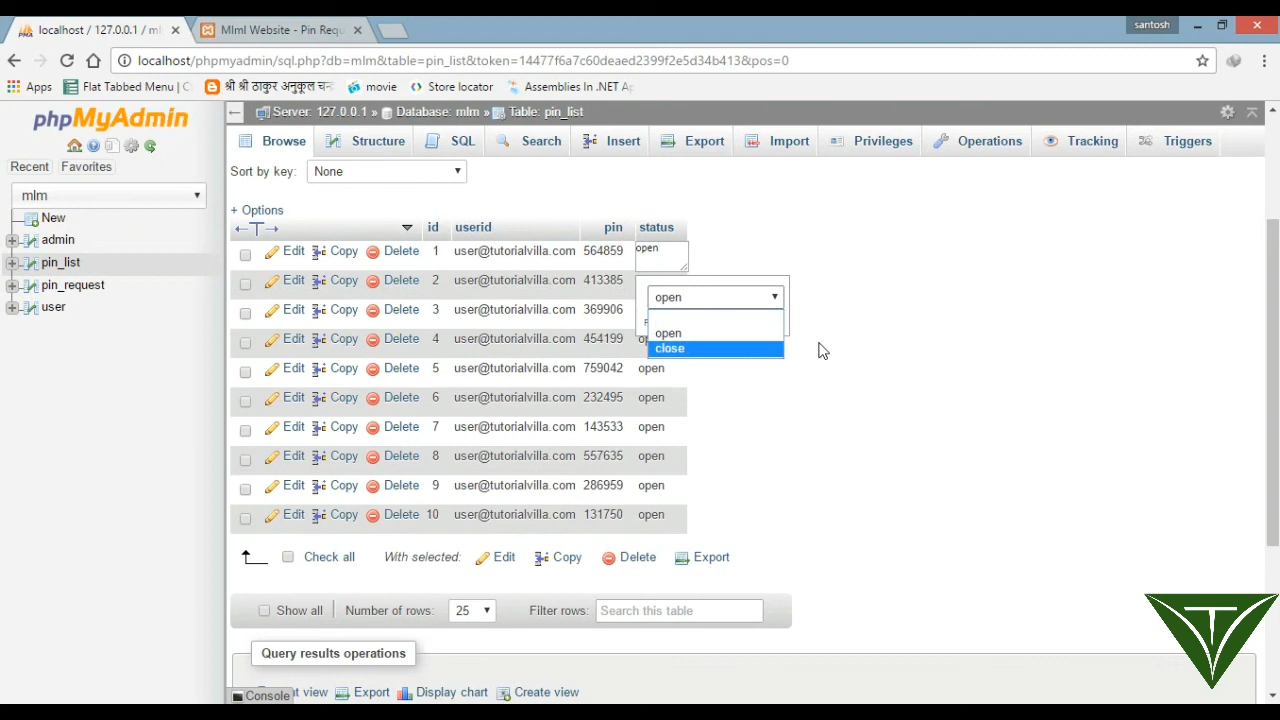 localhost / 127.0.0.1 / ml
Mlml Website - Pin Requ
santosh
localhost/phpmyadmin/sql.php?db=mlm&table=pin_list&token=14477f6a7c60deaed2399f2e5d34b413&pos=0
Apps
Flat Tabbed Menu | C
श्री श्री ठाकुर अनुकूल चन्
movie
Store locator
Assemblies In .NET Ap
phpMyAdmin
Recent
Favorites
mlm
New
admin
pin_list
pin_request
user
Server: 127.0.0.1 » Database: mlm » Table: pin_list
Browse
Structure
SQL
Search
Insert
Export
Import
Privileges
Operations
Tracking
Triggers
Sort by key:
None
+ Options
id userid pin status
Edit Copy Delete 1 user@tutorialvilla.com 564859 open
Edit Copy Delete 2 user@tutorialvilla.com 413385
Edit Copy Delete 3 user@tutorialvilla.com 369906
Edit Copy Delete 4 user@tutorialvilla.com 454199
Edit Copy Delete 5 user@tutorialvilla.com 759042 open
Edit Copy Delete 6 user@tutorialvilla.com 232495 open
Edit Copy Delete 7 user@tutorialvilla.com 143533 open
Edit Copy Delete 8 user@tutorialvilla.com 557635 open
Edit Copy Delete 9 user@tutorialvilla.com 286959 open
Edit Copy Delete 10 user@tutorialvilla.com 131750 open
open
open
close
Check all With selected: Edit Copy Delete Export
Show all Number of rows: 25 Filter rows: Search this table
Query results operations
view Export Display chart Create view
Console